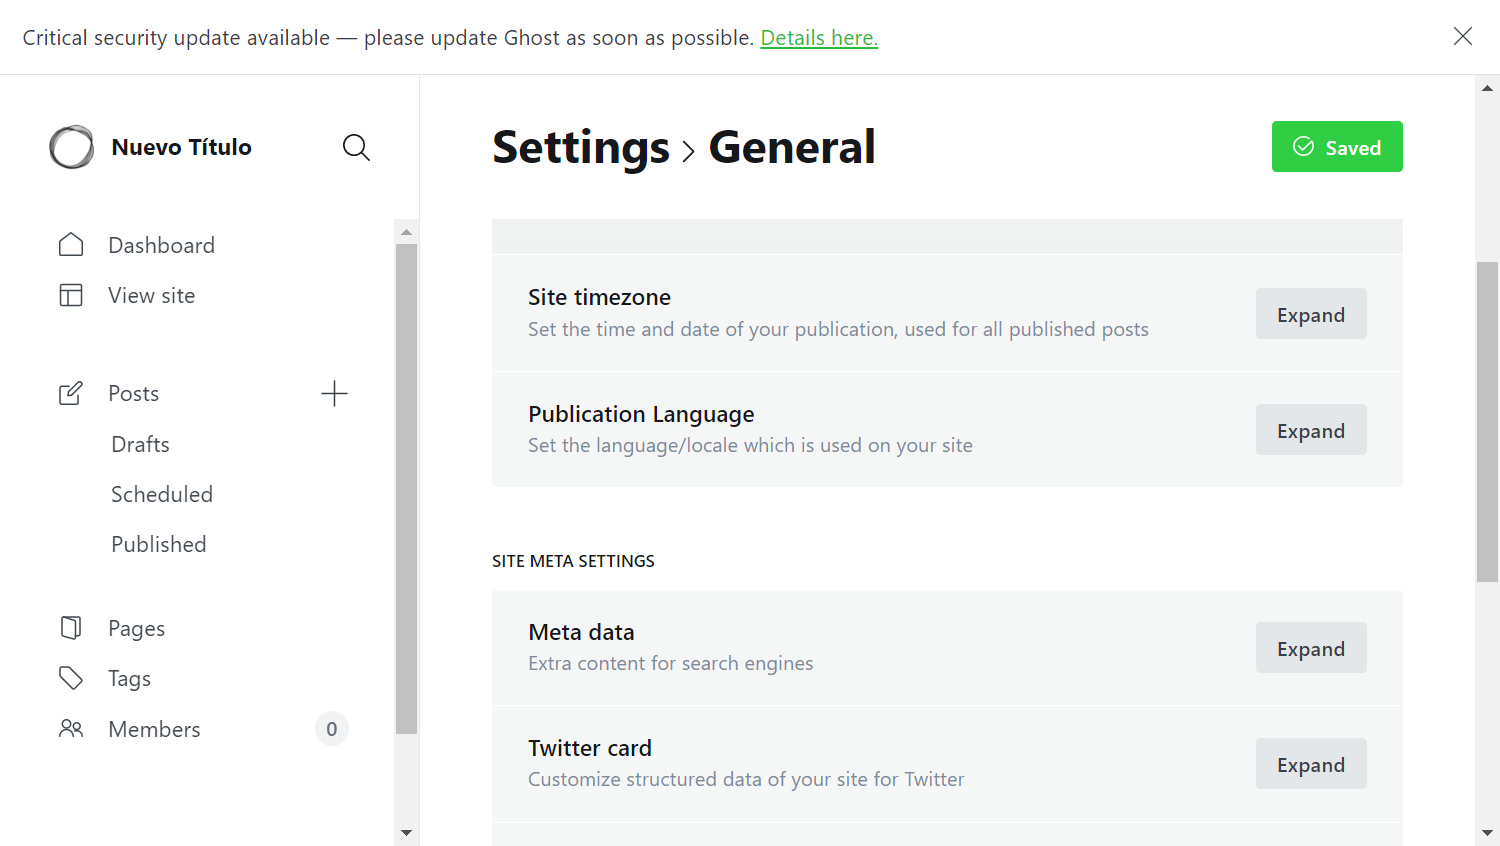 Critical security update available — please update Ghost as soon as possible. Details here.
Nuevo Título
Settings > General
Saved
Dashboard
View site
Posts
Drafts
Scheduled
Published
Pages
Tags
Members 0
Site timezone
Set the time and date of your publication, used for all published posts
Expand
Publication Language
Set the language/locale which is used on your site
Expand
SITE META SETTINGS
Meta data
Extra content for search engines
Expand
Twitter card
Customize structured data of your site for Twitter
Expand